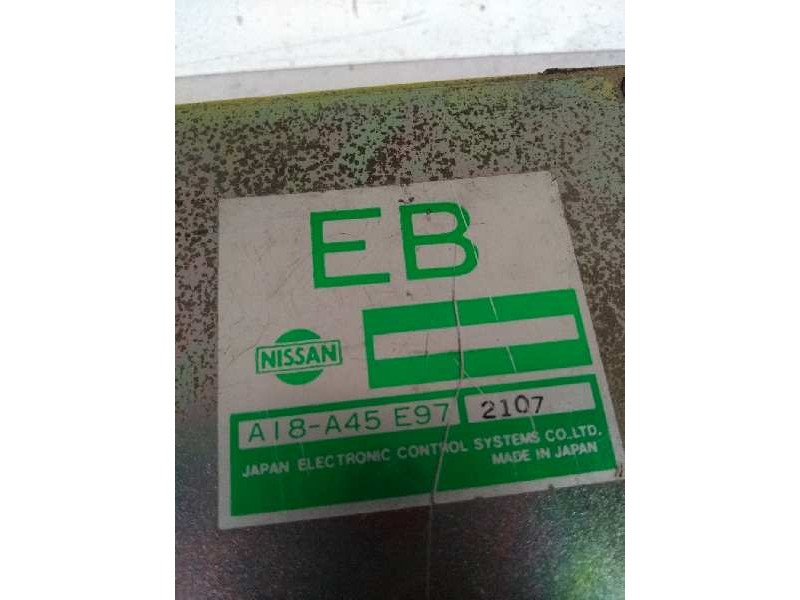 EB
NISSAN
A18-A45 E97 2107
JAPAN ELECTRONIC CONTROL SYSTEMS CO.,LTD.
MADE IN JAPAN